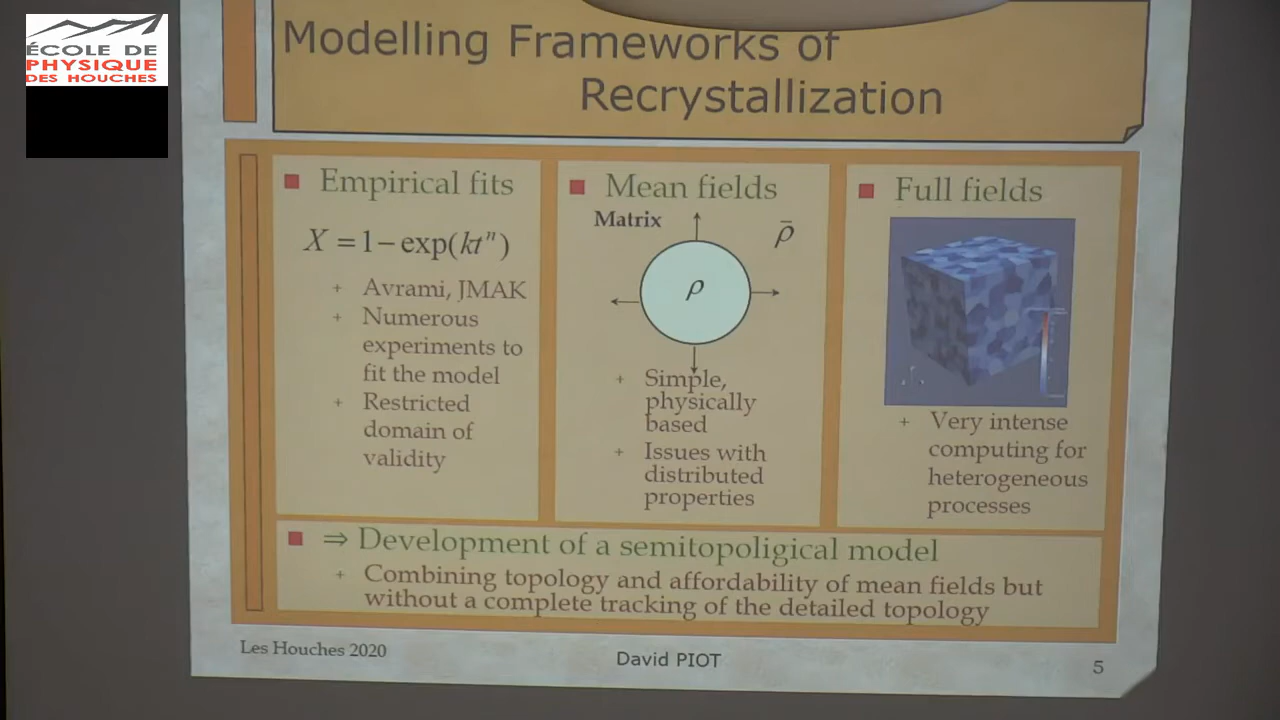 ÉCOLE DE
PHYSIQUE
DES HOUCHES
Modelling Frameworks of
Recrystallization
Empirical fits
X = 1 − exp(ktⁿ)
+ Avrami, JMAK
+ Numerous
experiments to
fit the model
+ Restricted
domain of
validity
Mean fields
Matrix
ρ̄
ρ
+ Simple,
physically
based
+ Issues with
distributed
properties
Full fields
+ Very intense
computing for
heterogeneous
processes
⇒ Development of a semitopoligical model
+ Combining topology and affordability of mean fields but
without a complete tracking of the detailed topology
Les Houches 2020
David PIOT
5